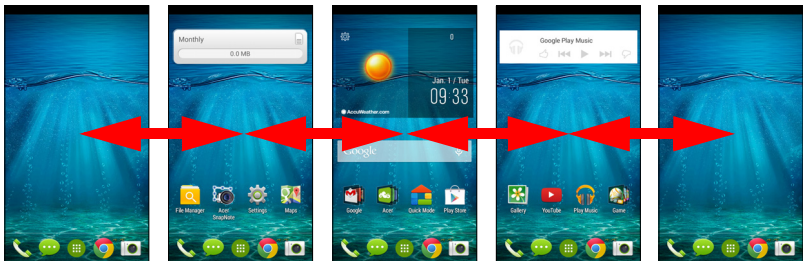 Monthly
0.0 MB
File Manager
Acer SnapNote
Settings
Maps
0
Jan. 1 / Tue
09:33
AccuWeather.com
Google
Google
Acer
Quick Mode
Play Store
Google Play Music
Gallery
YouTube
Play Music
Game